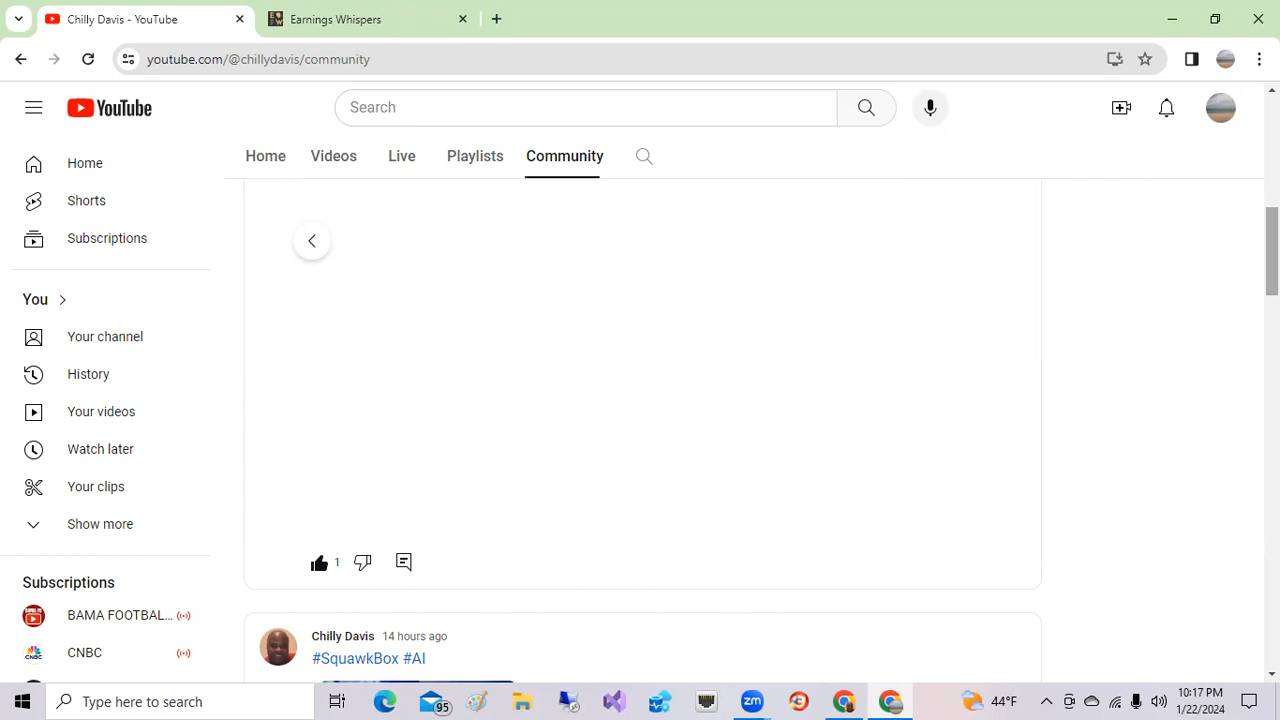 Chilly Davis - YouTube
Earnings Whispers
youtube.com/@chillydavis/community
YouTube
Search
Home
Videos
Live
Playlists
Community
Home
Shorts
Subscriptions
You
Your channel
History
Your videos
Watch later
Your clips
Show more
Subscriptions
BAMA FOOTBAL...
CNBC
1
Chilly Davis 14 hours ago
#SquawkBox #AI
Type here to search
95
zm
44°F
10:17 PM
1/22/2024